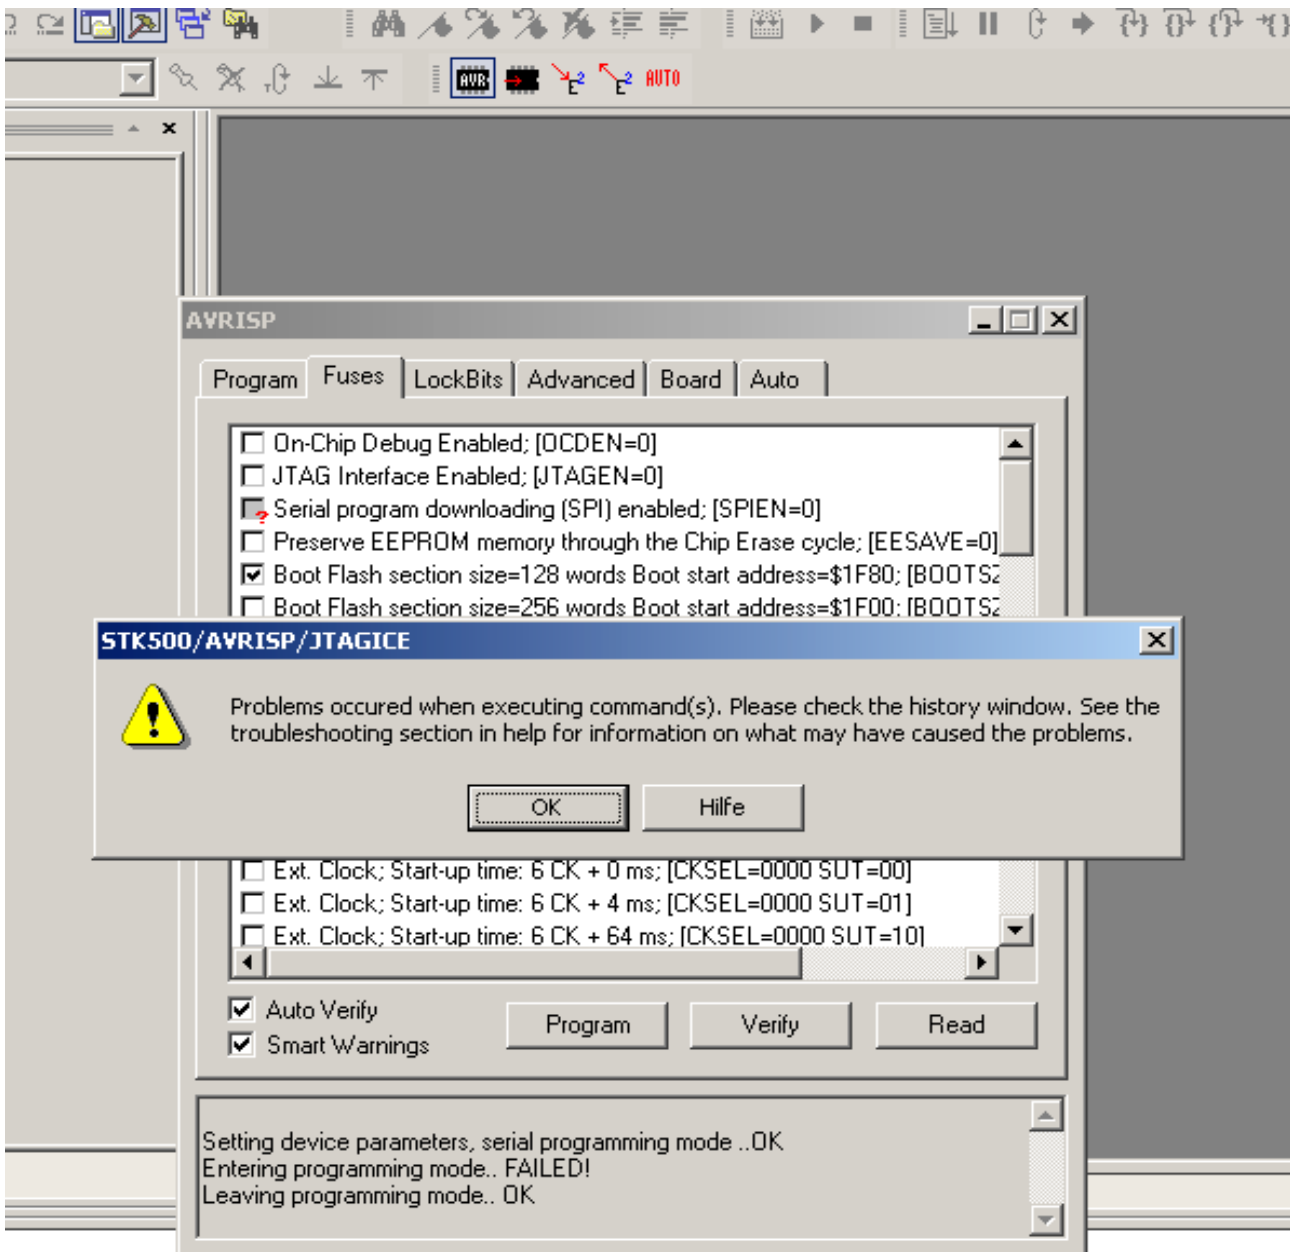 AVR
E²
E²
AUTO
AVRISP
Program Fuses LockBits Advanced Board Auto
On-Chip Debug Enabled; [OCDEN=0]
JTAG Interface Enabled; [JTAGEN=0]
Serial program downloading (SPI) enabled; [SPIEN=0]
Preserve EEPROM memory through the Chip Erase cycle; [EESAVE=0]
Boot Flash section size=128 words Boot start address=$1F80; [BOOTSZ
Boot Flash section size=256 words Boot start address=$1F00; [BOOTSZ
STK500/AVRISP/JTAGICE
Problems occured when executing command(s). Please check the history window. See the
troubleshooting section in help for information on what may have caused the problems.
OK Hilfe
Ext. Clock; Start-up time: 6 CK + 0 ms; [CKSEL=0000 SUT=00]
Ext. Clock; Start-up time: 6 CK + 4 ms; [CKSEL=0000 SUT=01]
Ext. Clock; Start-up time: 6 CK + 64 ms; [CKSEL=0000 SUT=10]
Auto Verify
Smart Warnings
Program Verify Read
Setting device parameters, serial programming mode ..OK
Entering programming mode.. FAILED!
Leaving programming mode.. OK